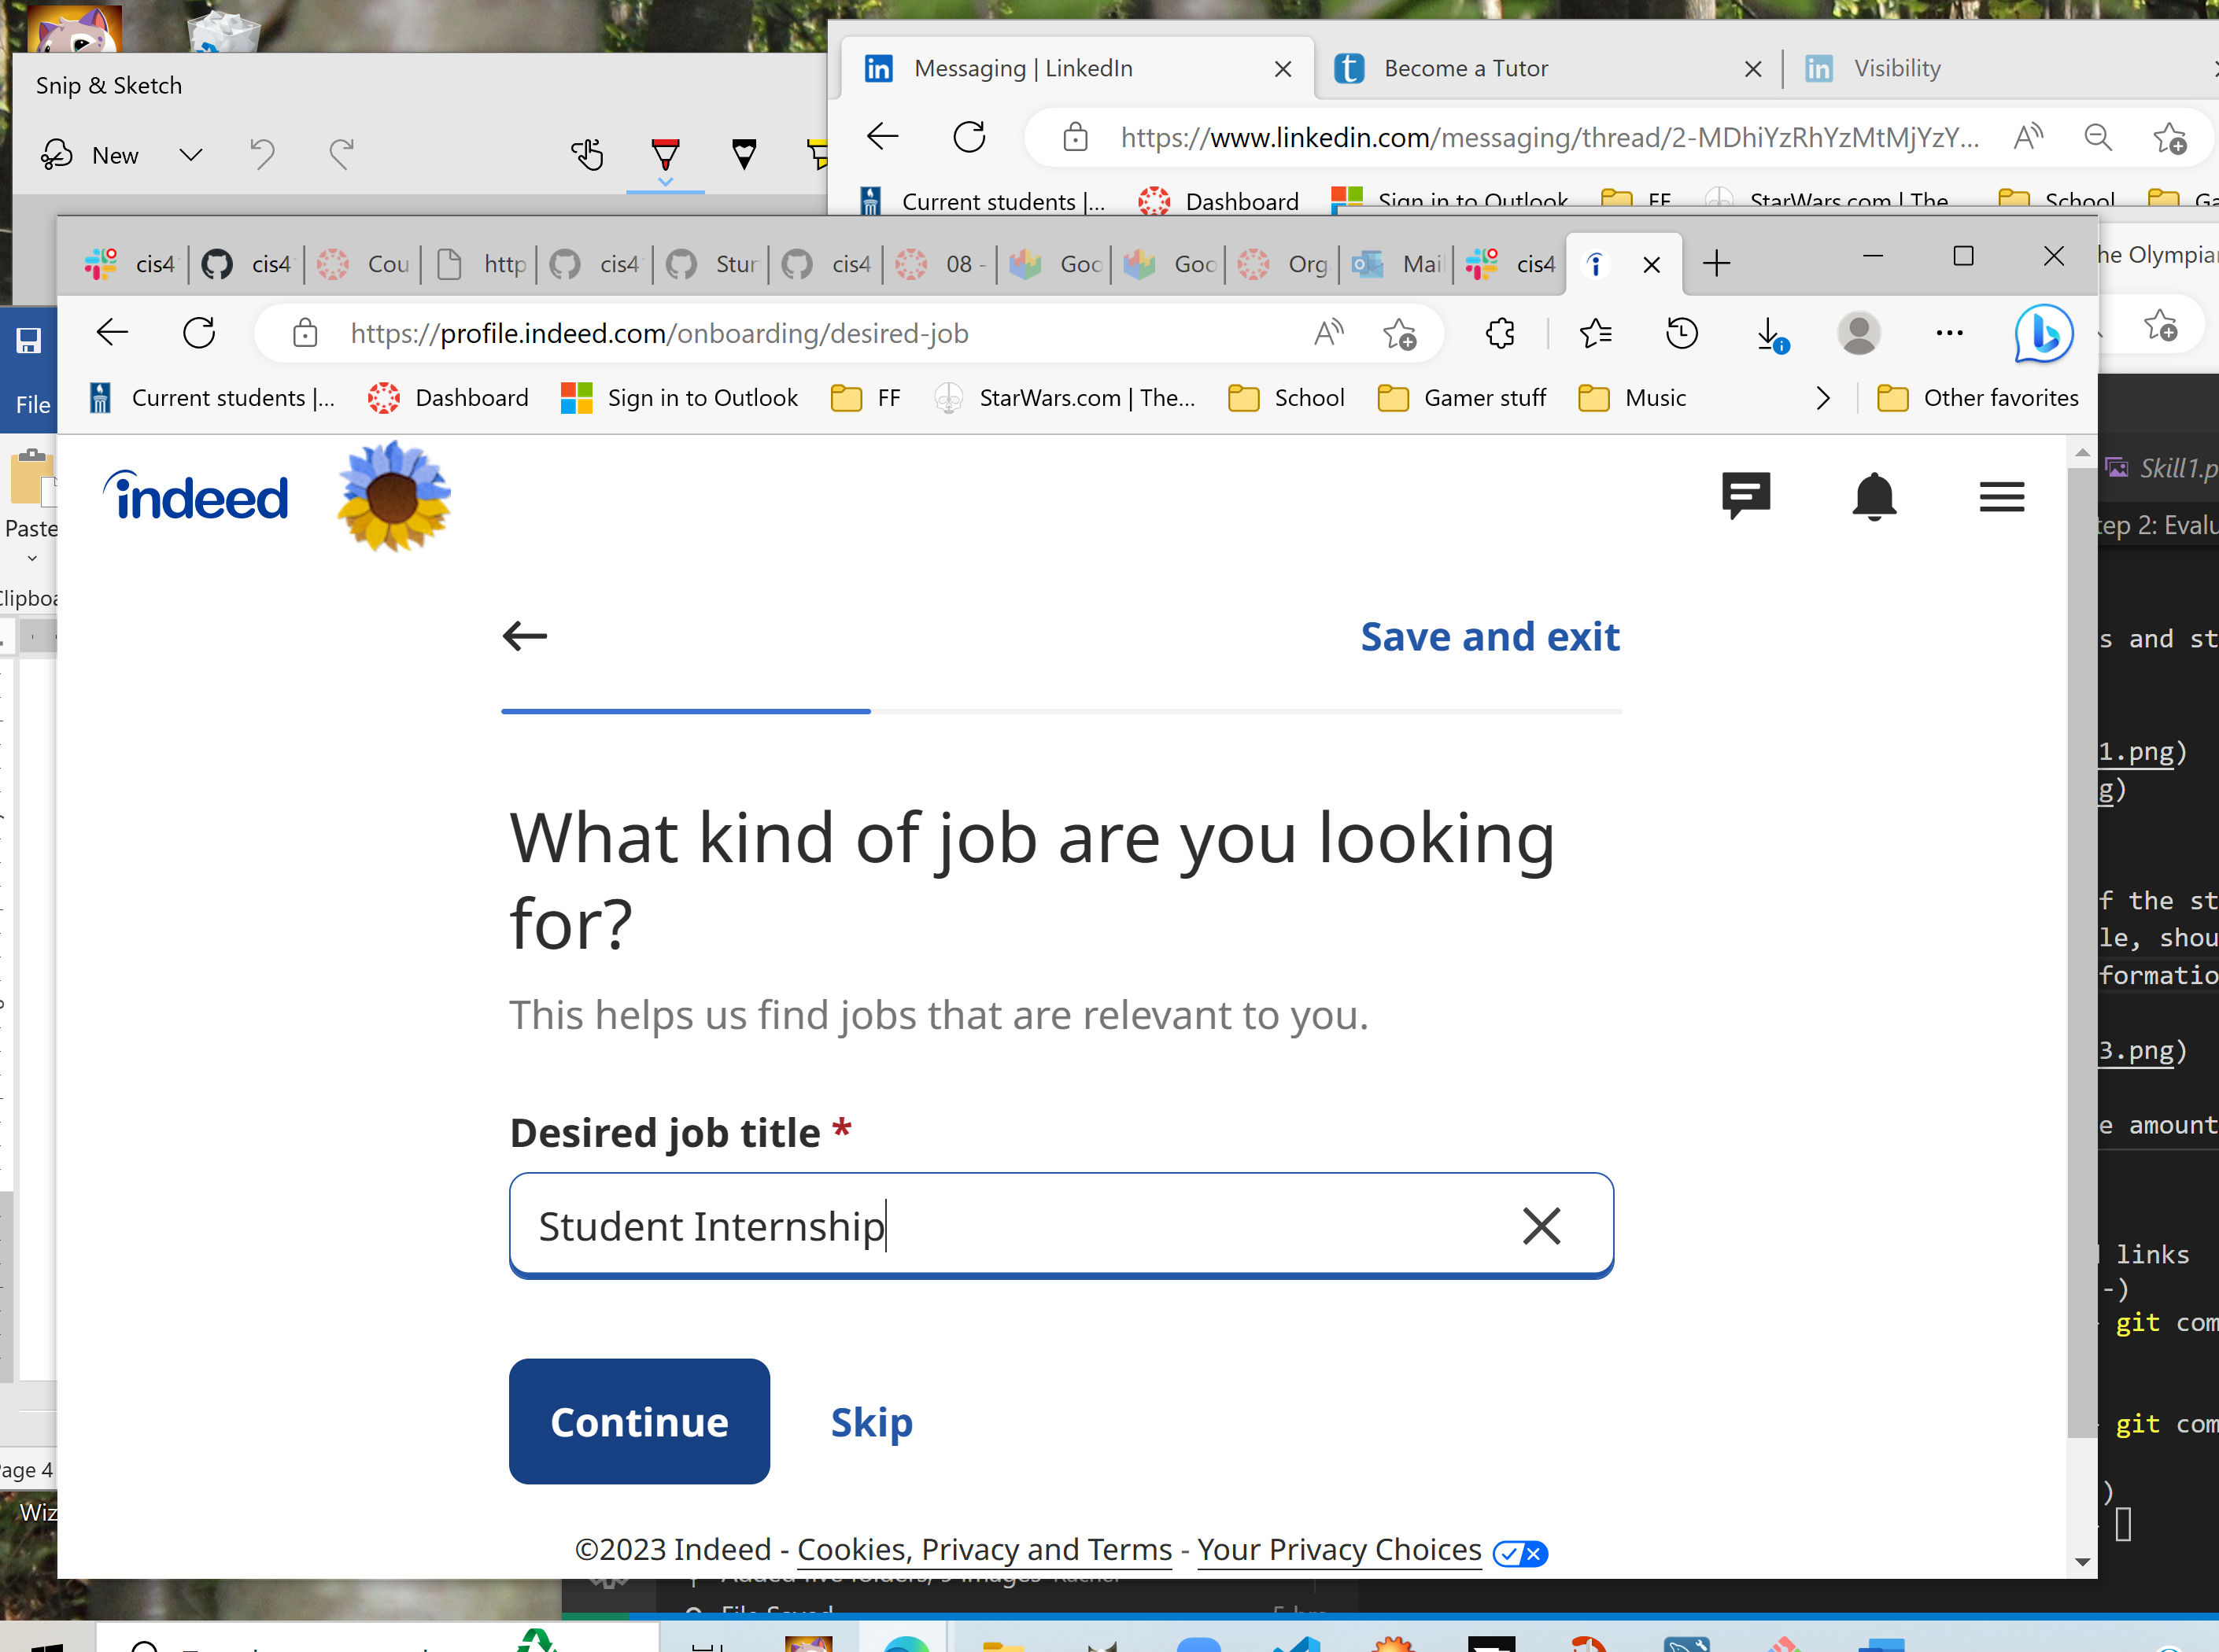 Snip & Sketch
New
Messaging | LinkedIn
Become a Tutor
Visibility
https://www.linkedin.com/messaging/thread/2-MDhiYzRhYzMtMjYzY...
Current students |...
Dashboard
Sign in to Outlook
FF
StarWars.com | The
School
cis4
cis4
Cou
http
cis4
Stur
cis4
08 -
Goo
Goo
Org
Mail
cis4
he Olympia
https://profile.indeed.com/onboarding/desired-job
File
Current students |...
Dashboard
Sign in to Outlook
FF
StarWars.com | The...
School
Gamer stuff
Music
Other favorites
Paste
indeed
Skill1.p
tep 2: Evalu
Save and exit
s and st
1.png)
g)
What kind of job are you looking
for?
f the st
le, shou
formatio
This helps us find jobs that are relevant to you.
3.png)
Desired job title *
e amount
Student Internship
links
-)
git com
Continue
Skip
git com
age 4
)
Wiz
©2023 Indeed - Cookies, Privacy and Terms - Your Privacy Choices